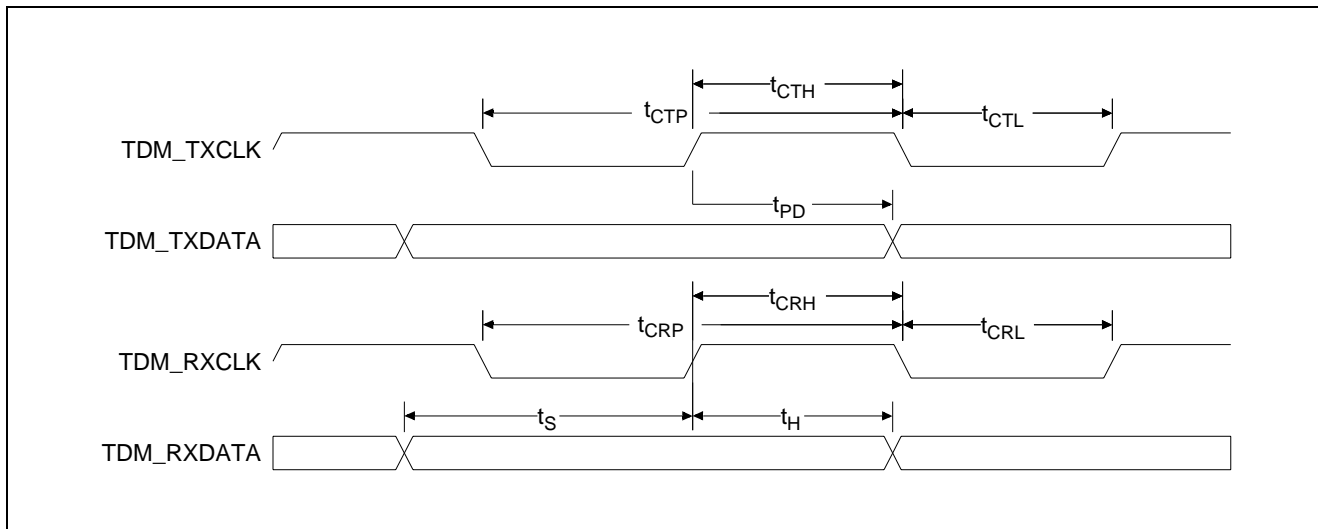 tCTH
tCTP
tCTL
TDM_TXCLK
tPD
TDM_TXDATA
tCRH
tCRP
tCRL
TDM_RXCLK
tS
tH
TDM_RXDATA